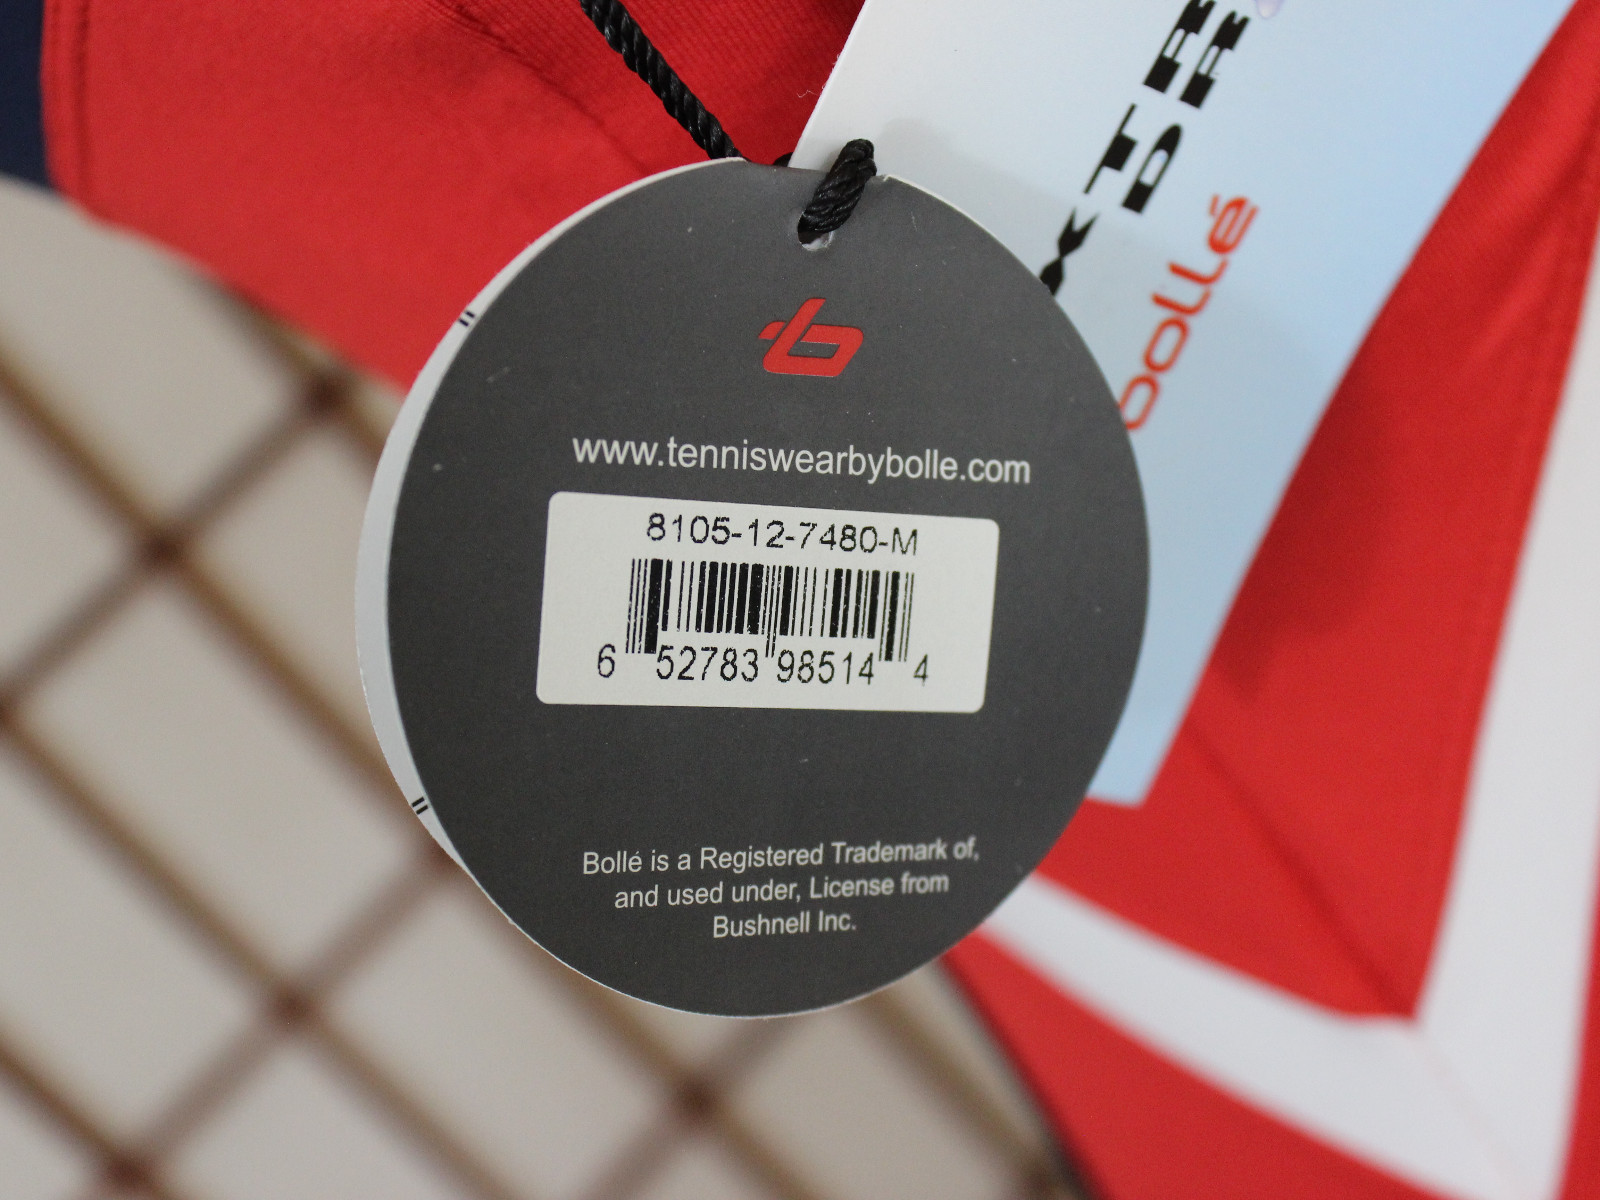 bollé
www.tenniswearbybolle.com
8105-12-7480-M
6 52783 98514 4
Bollé is a Registered Trademark of,
and used under, License from
Bushnell Inc.